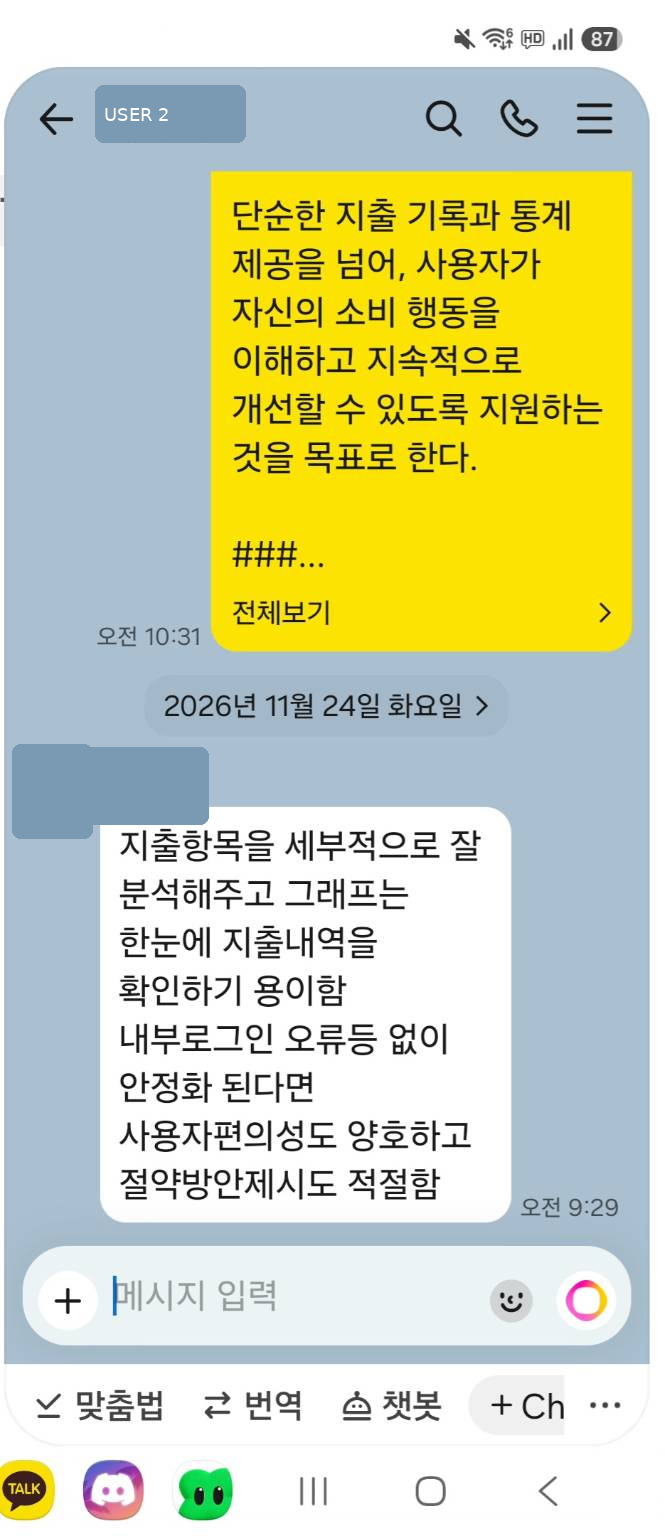 HD
87
USER 2
단순한 지출 기록과 통계
제공을 넘어, 사용자가
자신의 소비 행동을
이해하고 지속적으로
개선할 수 있도록 지원하는
것을 목표로 한다.
###...
전체보기
오전 10:31
2026년 11월 24일 화요일
지출항목을 세부적으로 잘
분석해주고 그래프는
한눈에 지출내역을
확인하기 용이함
내부로그인 오류등 없이
안정화 된다면
사용자편의성도 양호하고
절약방안제시도 적절함
오전 9:29
메시지 입력
맞춤법 번역 챗봇 + Ch ...
TALK